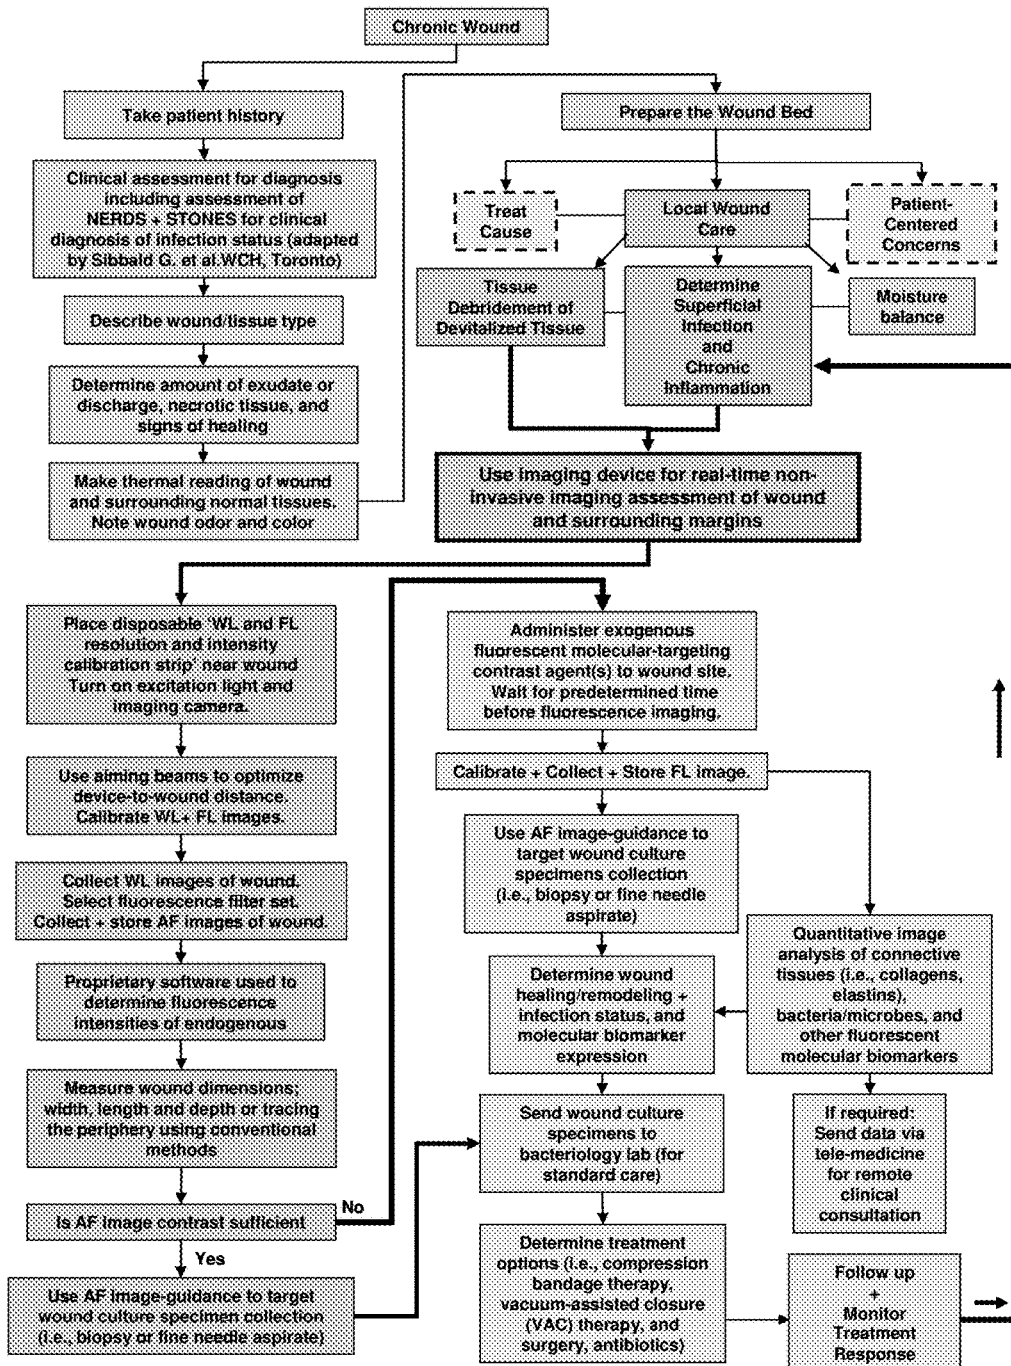 Chronic Wound
Take patient history
Clinical assessment for diagnosis
including assessment of
NERDS + STONES for clinical
diagnosis of infection status (adapted
by Sibbald G. et al.WCH, Toronto)
Describe wound/tissue type
Determine amount of exudate or
discharge, necrotic tissue, and
signs of healing
Make thermal reading of wound
and surrounding normal tissues.
Note wound odor and color
Prepare the Wound Bed
Treat
Cause
Local Wound
Care
Patient-
Centered
Concerns
Tissue
Debridement of
Devitalized Tissue
Determine
Superficial
Infection
and
Chronic
Inflammation
Moisture
balance
Use imaging device for real-time non-
invasive imaging assessment of wound
and surrounding margins
Place disposable 'WL and FL
resolution and intensity
calibration strip' near wound
Turn on excitation light and
imaging camera.
Use aiming beams to optimize
device-to-wound distance.
Calibrate WL+ FL images.
Collect WL images of wound.
Select fluorescence filter set.
Collect + store AF images of wound.
Proprietary software used to
determine fluorescence
intensities of endogenous
Measure wound dimensions;
width, length and depth or tracing
the periphery using conventional
methods
Is AF image contrast sufficient
No
Yes
Use AF image-guidance to target
wound culture specimen collection
(i.e., biopsy or fine needle aspirate)
Administer exogenous
fluorescent molecular-targeting
contrast agent(s) to wound site.
Wait for predetermined time
before fluorescence imaging.
Calibrate + Collect + Store FL image.
Use AF image-guidance to
target wound culture
specimens collection
(i.e., biopsy or fine needle
aspirate)
Determine wound
healing/remodeling +
infection status, and
molecular biomarker
expression
Quantitative image
analysis of connective
tissues (i.e., collagens,
elastins),
bacteria/microbes, and
other fluorescent
molecular biomarkers
Send wound culture
specimens to
bacteriology lab (for
standard care)
If required:
Send data via
tele-medicine
for remote
clinical
consultation
Determine treatment
options (i.e., compression
bandage therapy,
vacuum-assisted closure
(VAC) therapy, and
surgery, antibiotics)
Follow up
+
Monitor
Treatment
Response